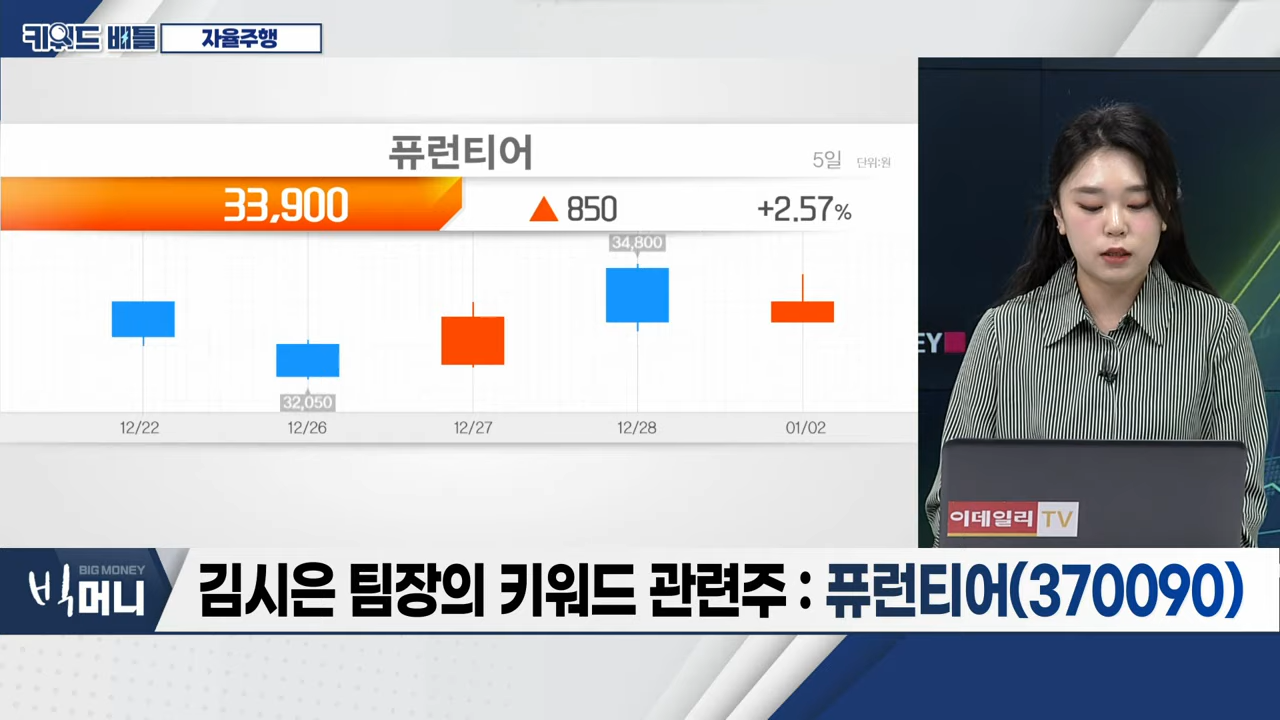 키워드 배틀
자율주행
퓨런티어
5일 단위:원
33,900 ▲ 850 +2.57%
34,800
32,050
12/22 12/26 12/27 12/28 01/02
EY
이데일리 TV
BIG MONEY
빅머니
김시은 팀장의 키워드 관련주 : 퓨런티어(370090)